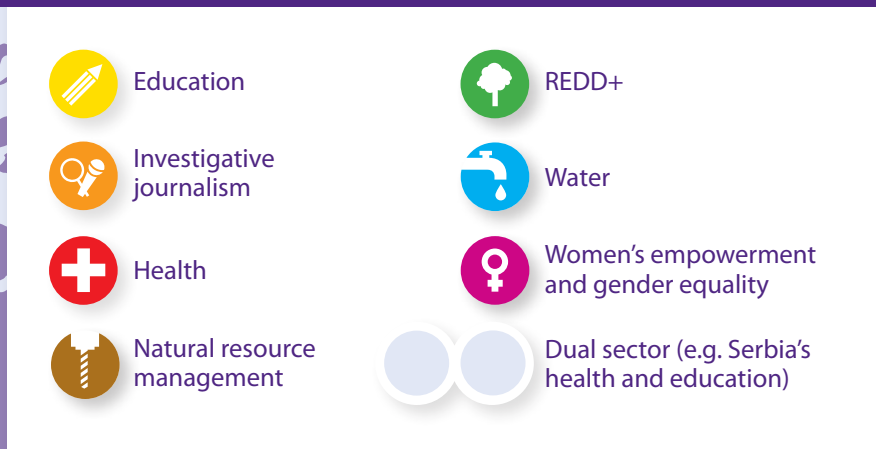 Education
Investigative
journalism
Health
Natural resource
management
REDD+
Water
Women's empowerment
and gender equality
Dual sector (e.g. Serbia's
health and education)